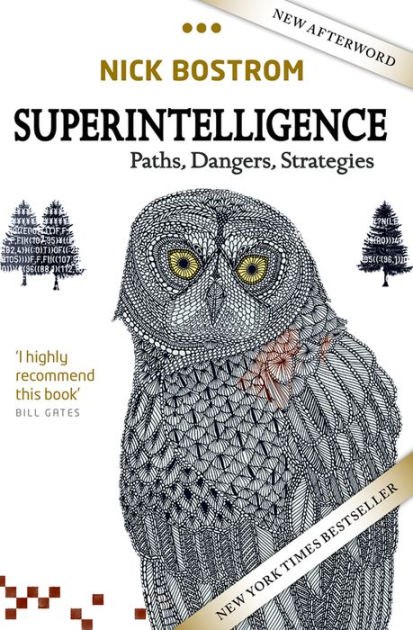 NEW AFTERWORD
NICK BOSTROM
SUPERINTELLIGENCE
Paths, Dangers, Strategies
'I highly
recommend
this book'
BILL GATES
NEW YORK TIMES BESTSELLER